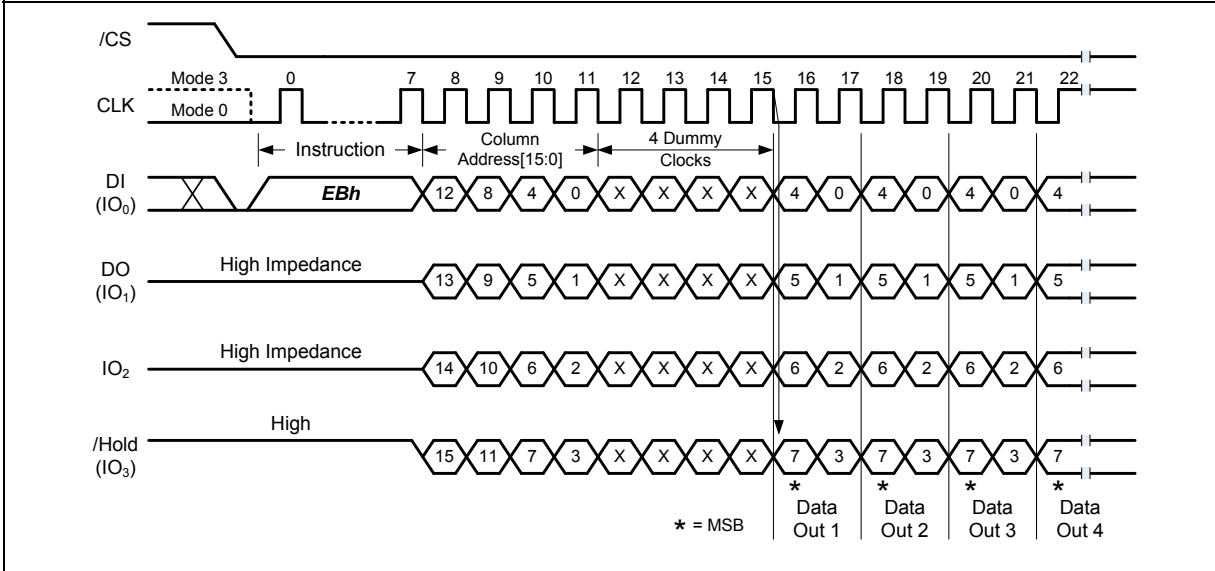 /CS
Mode 3 0 7 8 9 10 11 12 13 14 15 16 17 18 19 20 21 22
CLK
Mode 0
Instruction
Column
Address[15:0]
4 Dummy
Clocks
DI
(IO0)
EBh 12 8 4 0 X X X X 4 0 4 0 4 0 4
DO
(IO1)
High Impedance 13 9 5 1 X X X X 5 1 5 1 5 1 5
IO2
High Impedance 14 10 6 2 X X X X 6 2 6 2 6 2 6
/Hold
(IO3)
High 15 11 7 3 X X X X 7 3 7 3 7 3 7
* * * *
* = MSB
Data
Out 1
Data
Out 2
Data
Out 3
Data
Out 4